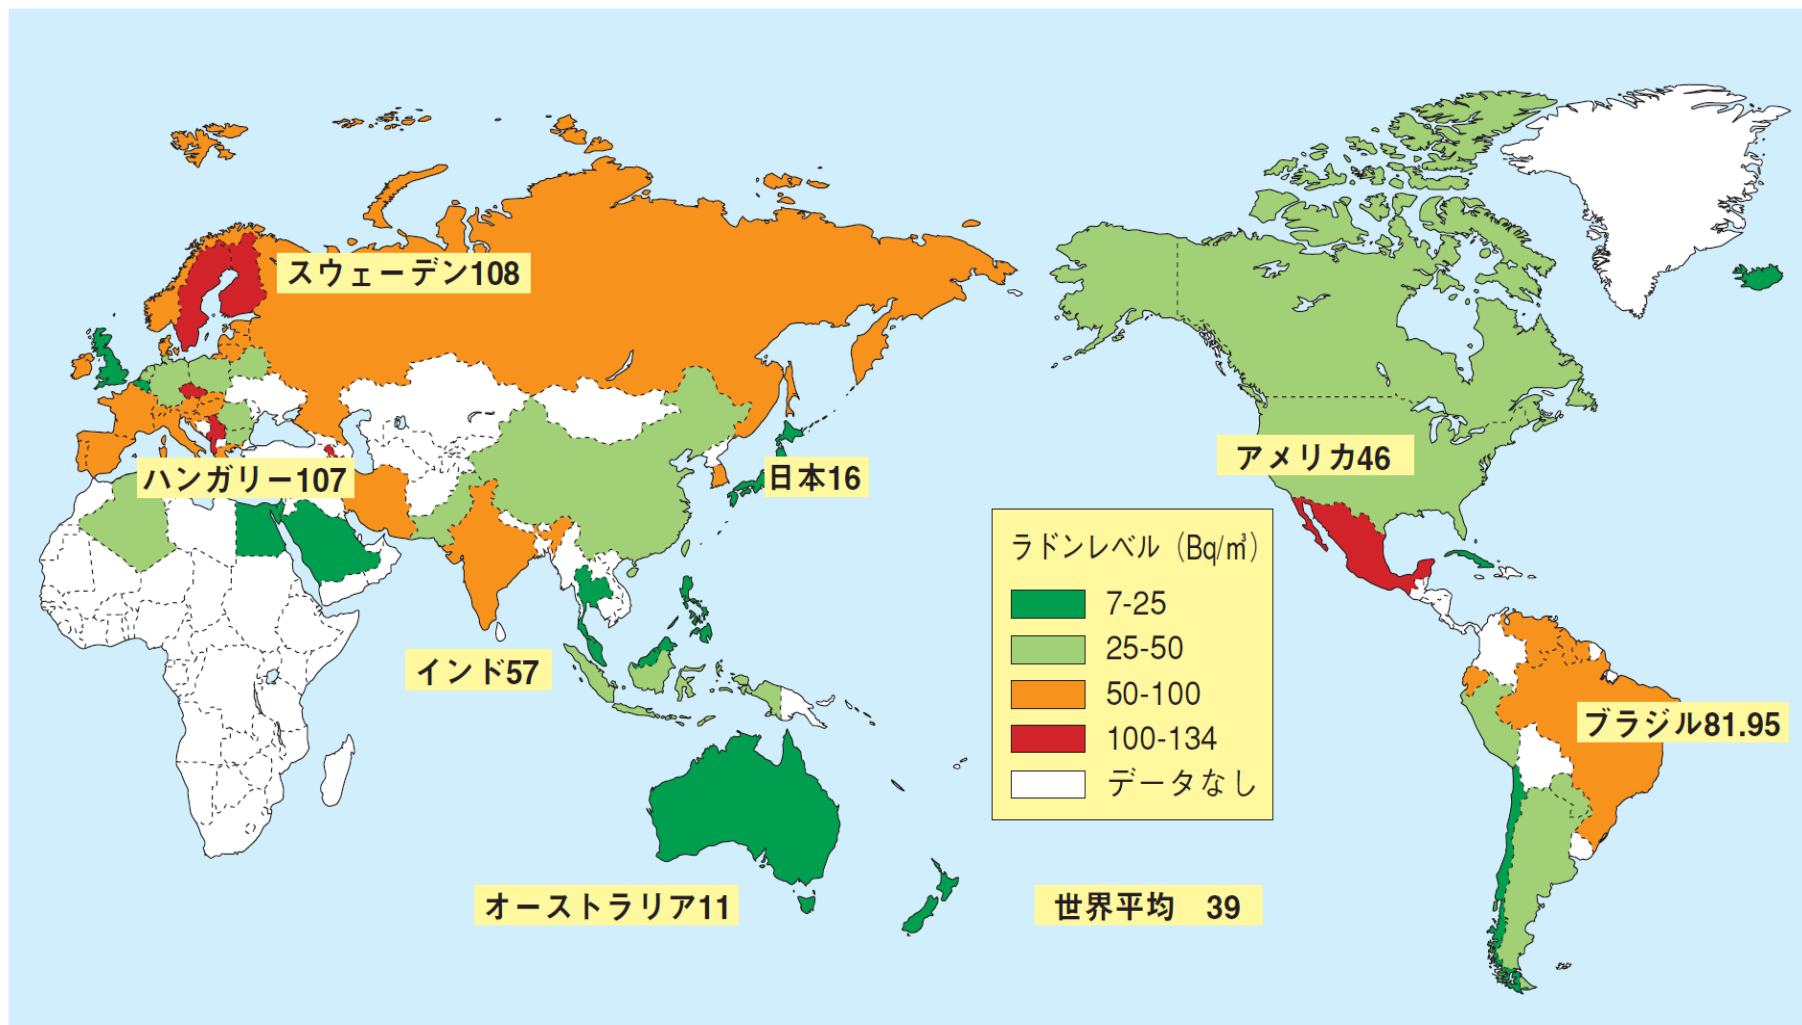 スウェーデン108
ハンガリー107
日本16
アメリカ46
インド57
ブラジル81.95
オーストラリア11
世界平均　39
ラドンレベル（Bq/㎥）
7-25
25-50
50-100
100-134
データなし